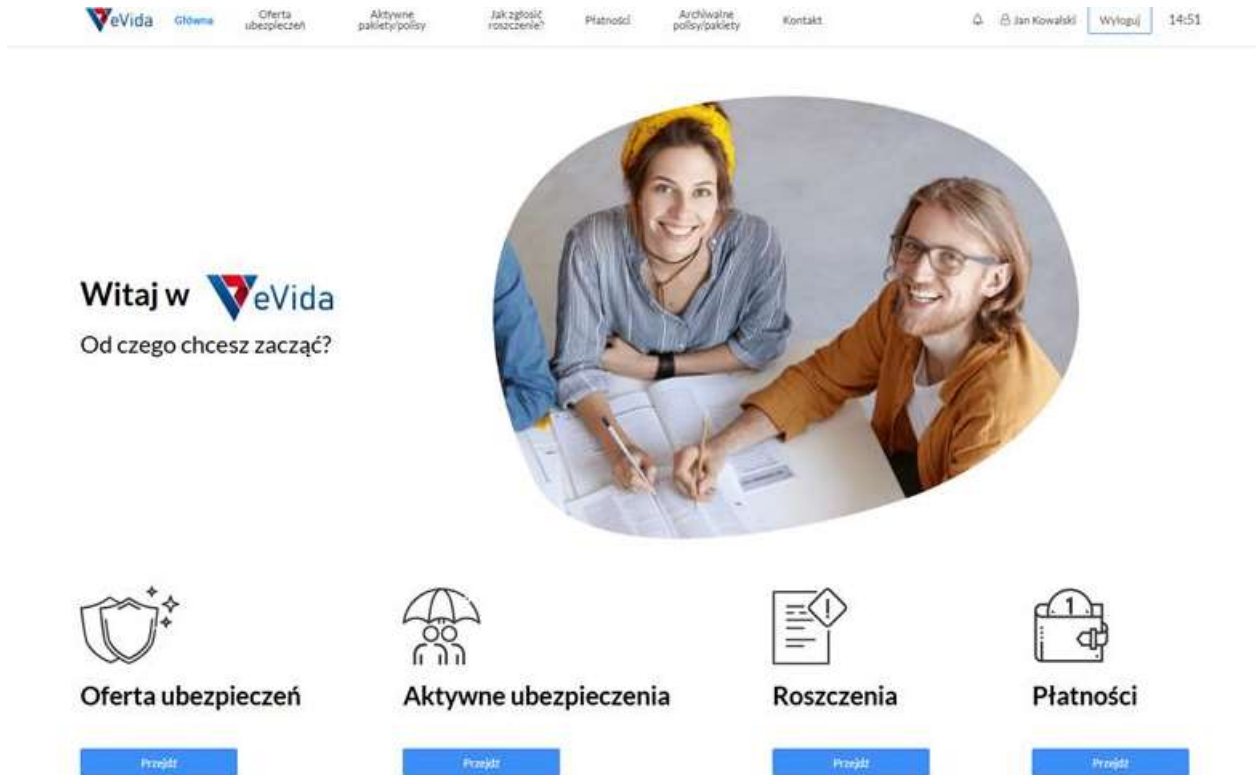 eVida Główna Oferta ubezpieczeń Aktywne pakiety/polisy Jak zgłosić roszczenie? Płatności Archiwalne polisy/pakiety Kontakt Jan Kowalski Wyloguj 14:51
Witaj w eVida
Od czego chcesz zacząć?
1
Oferta ubezpieczeń Aktywne ubezpieczenia Roszczenia Płatności
Przejdź Przejdź Przejdź Przejdź